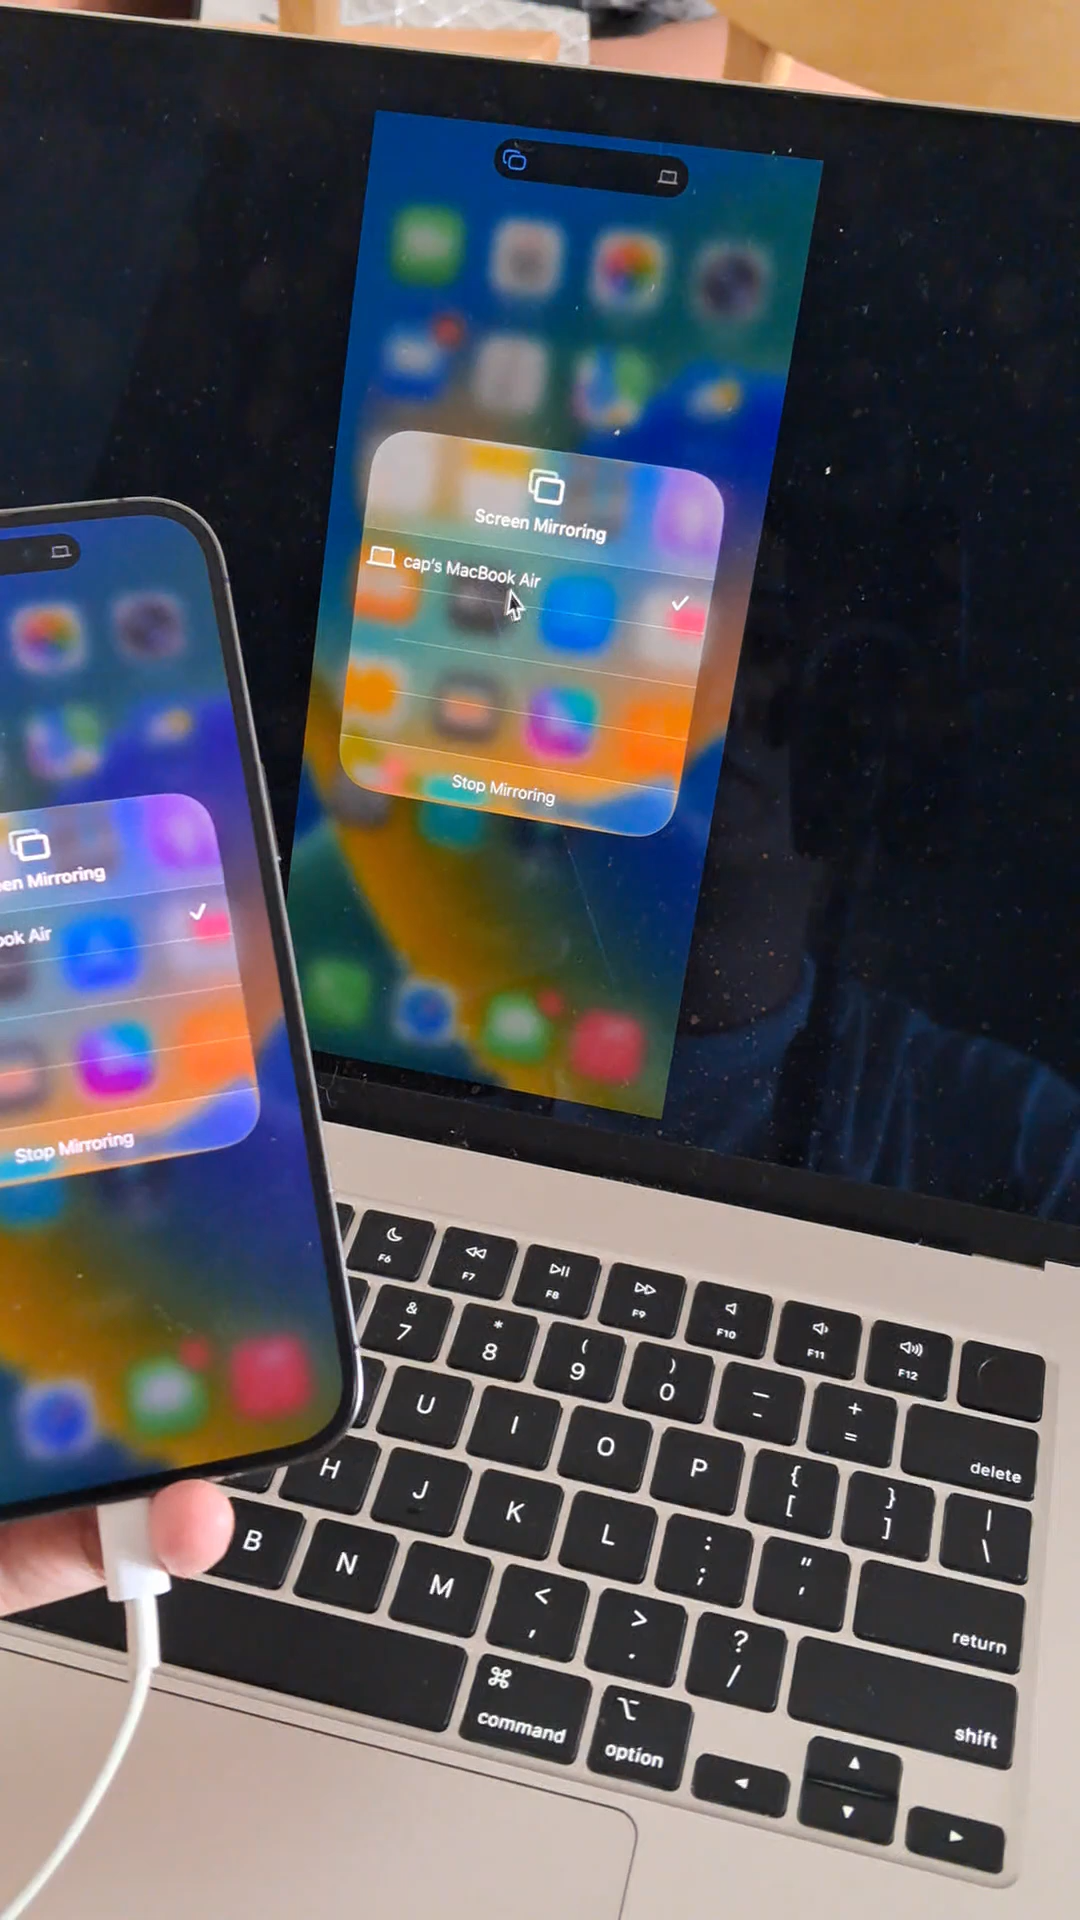 Screen Mirroring
cap's MacBook Air
Stop Mirroring
en Mirroring
ook Air
Stop Mirroring
F6
F7
F8
F9
F10
F11
F12
&
7
*
8
(
9
)
0
—
-
+
=
delete
U
I
O
P
{
[
}
]
|
\
H
J
K
L
:
;
"
'
return
B
N
M
<
,
>
.
?
/
shift
⌘
command
⌥
option